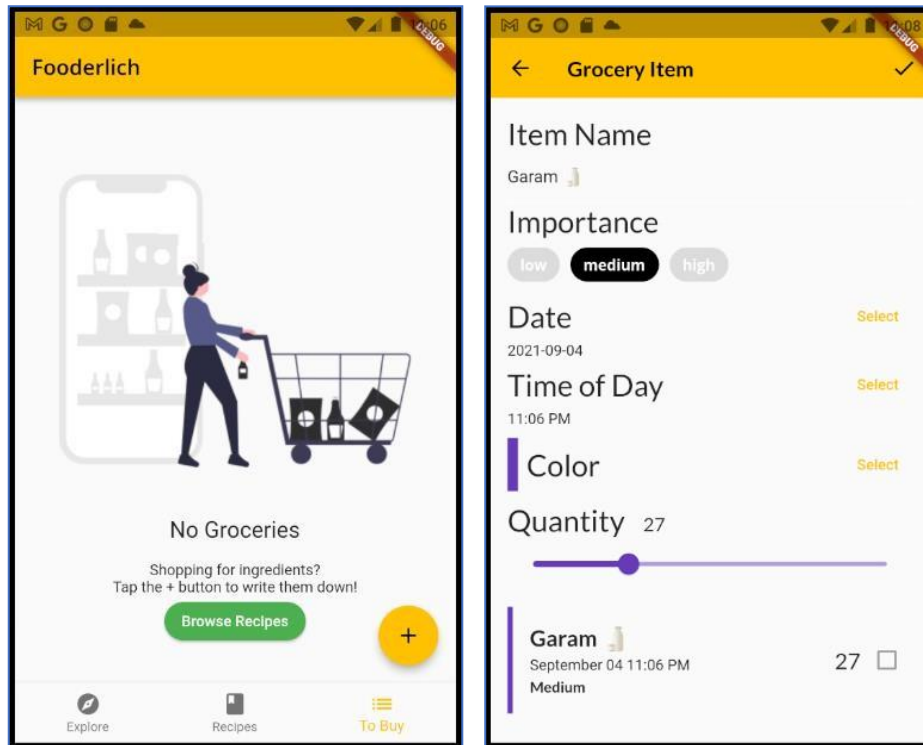 10:06
DEBUG
Fooderlich
No Groceries
Shopping for ingredients?
Tap the + button to write them down!
Browse Recipes
+
Explore
Recipes
To Buy
DEBUG
Grocery Item
Item Name
Garam 🥛
Importance
low medium high
Date Select
2021-09-04
Time of Day Select
11:06 PM
Color Select
Quantity 27
Garam 🥛
September 04 11:06 PM 27
Medium